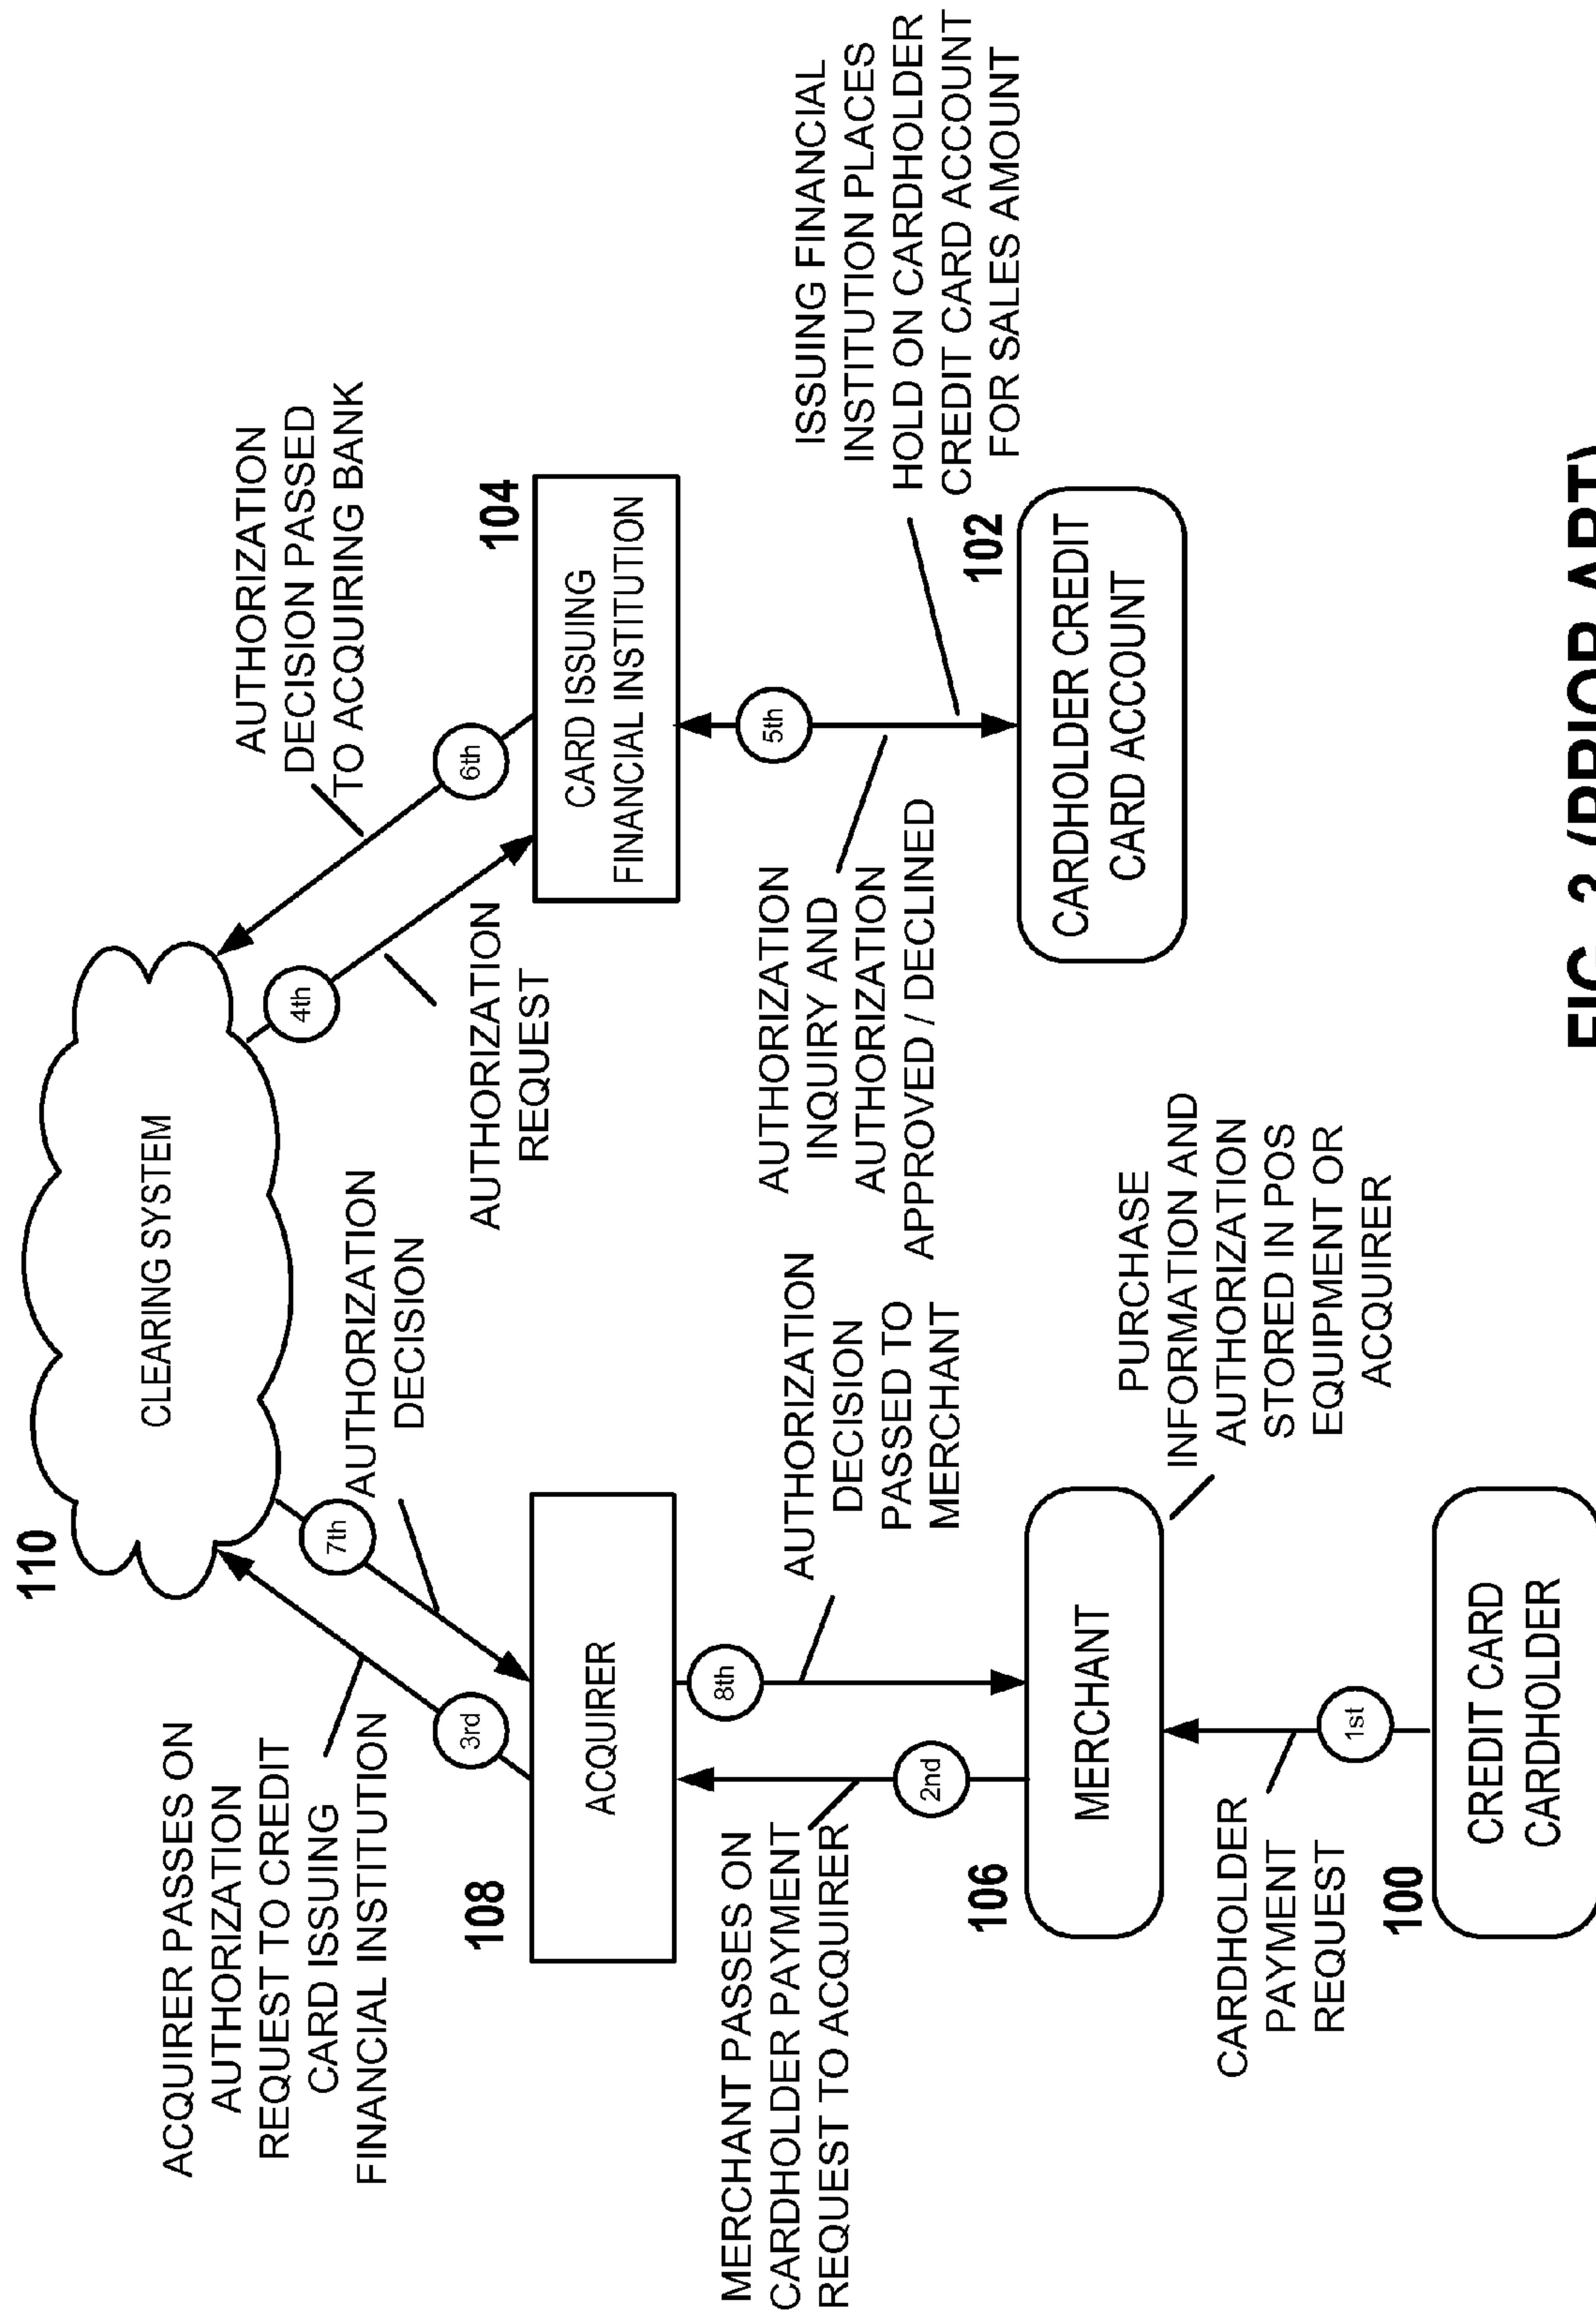 110
CLEARING SYSTEM
ACQUIRER PASSES ON
AUTHORIZATION
REQUEST TO CREDIT
CARD ISSUING
FINANCIAL INSTITUTION
3rd
7th
AUTHORIZATION
DECISION
4th
AUTHORIZATION
REQUEST
6th
AUTHORIZATION
DECISION PASSED
TO ACQUIRING BANK
108
ACQUIRER
104
CARD ISSUING
FINANCIAL INSTITUTION
MERCHANT PASSES ON
CARDHOLDER PAYMENT
REQUEST TO ACQUIRER
2nd
8th
AUTHORIZATION
DECISION
PASSED TO
MERCHANT
AUTHORIZATION
INQUIRY AND
AUTHORIZATION
APPROVED / DECLINED
5th
ISSUING FINANCIAL
INSTITUTION PLACES
HOLD ON CARDHOLDER
CREDIT CARD ACCOUNT
FOR SALES AMOUNT
106
MERCHANT
PURCHASE
INFORMATION AND
AUTHORIZATION
STORED IN POS
EQUIPMENT OR
ACQUIRER
102
CARDHOLDER CREDIT
CARD ACCOUNT
CARDHOLDER
PAYMENT
REQUEST
1st
100
CREDIT CARD
CARDHOLDER
FIG. (PRIOR ART)